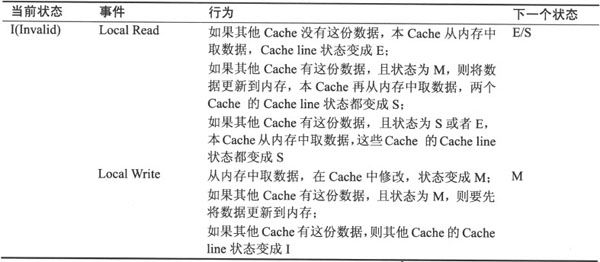 当前状态 事件 行为 下一个状态
I(Invalid) Local Read 如果其他 Cache 没有这份数据，本 Cache 从内存中 E/S
取数据，Cache line 状态变成 E；
如果其他 Cache 有这份数据，且状态为 M，则将数
据更新到内存，本 Cache 再从内存中取数据，两个
Cache 的 Cache line 状态都变成 S；
如果其他 Cache 有这份数据，且状态为 S 或者 E，
本 Cache 从内存中取数据，这些 Cache 的 Cache line
状态都变成 S
Local Write 从内存中取数据，在 Cache 中修改，状态变成 M； M
如果其他 Cache 有这份数据，且状态为 M，则要先
将数据更新到内存；
如果其他 Cache 有这份数据，则其他 Cache 的 Cache
line 状态变成 I